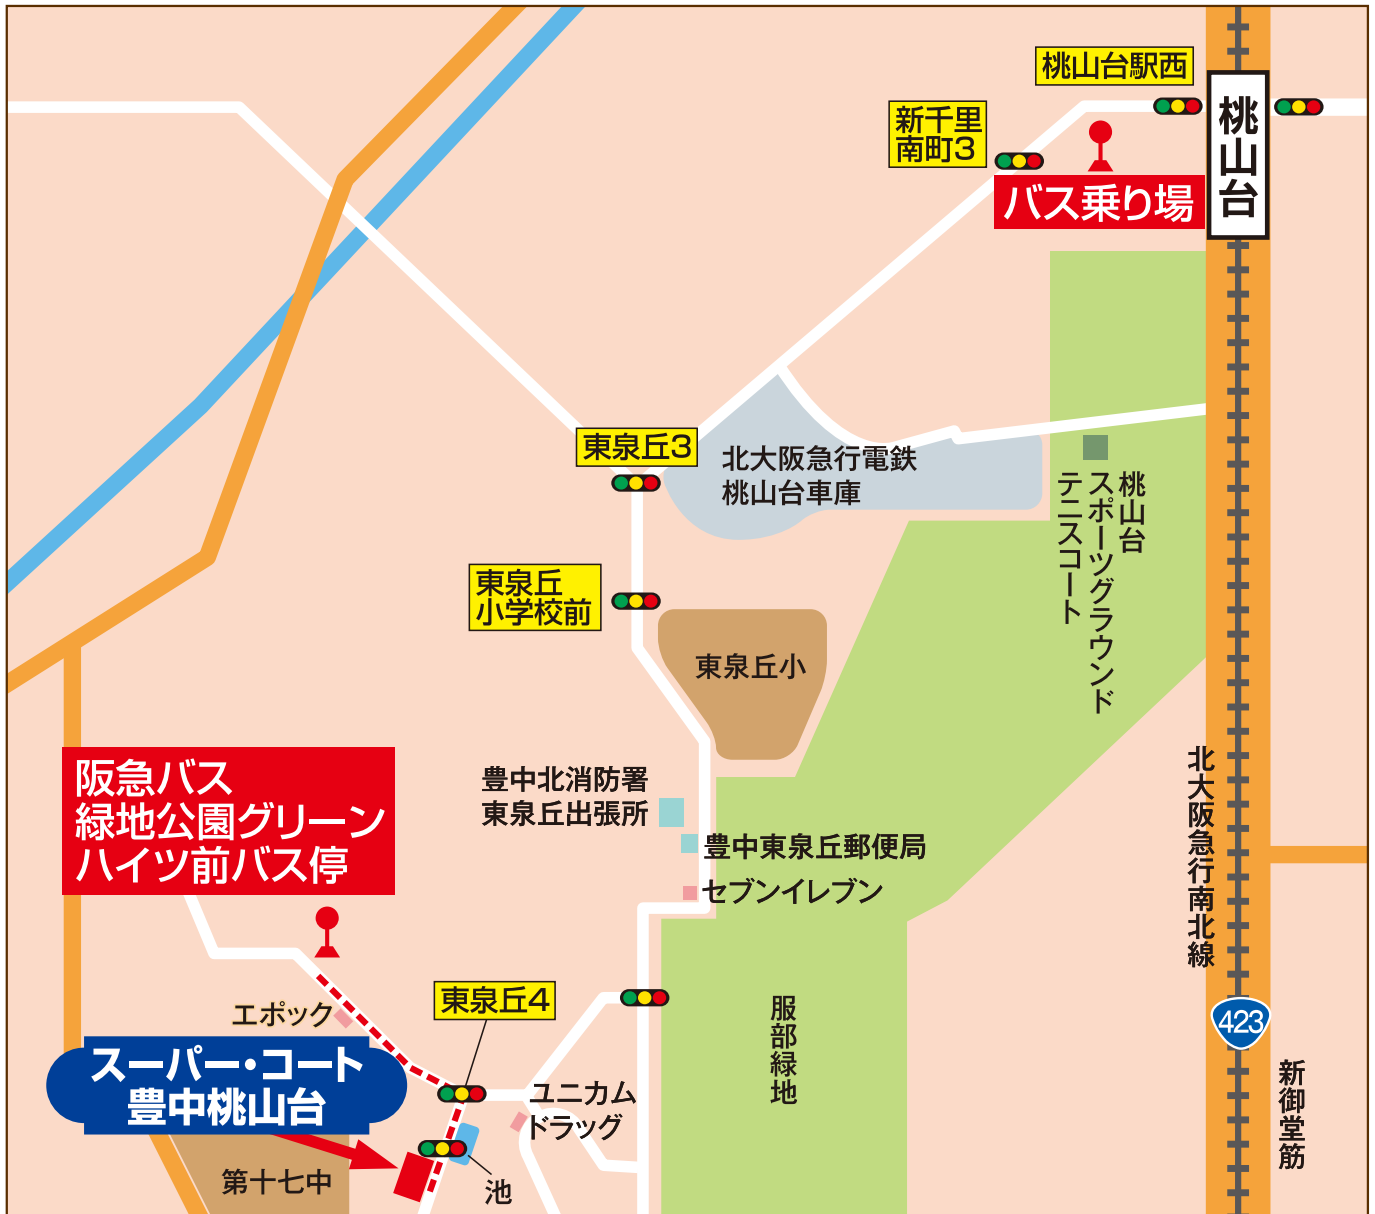 桃山台駅西
新千里
南町3
桃山台
バス乗り場
東泉丘3
北大阪急行電鉄
桃山台車庫
桃山台
スポーツグラウンド
テニスコート
東泉丘
小学校前
東泉丘小
阪急バス
緑地公園グリーン
ハイツ前バス停
豊中北消防署
東泉丘出張所
豊中東泉丘郵便局
セブンイレブン
北大阪急行南北線
エポック
東泉丘4
服部緑地
423
スーパー・コート
豊中桃山台
ユニカム
ドラッグ
新御堂筋
第十七中
池